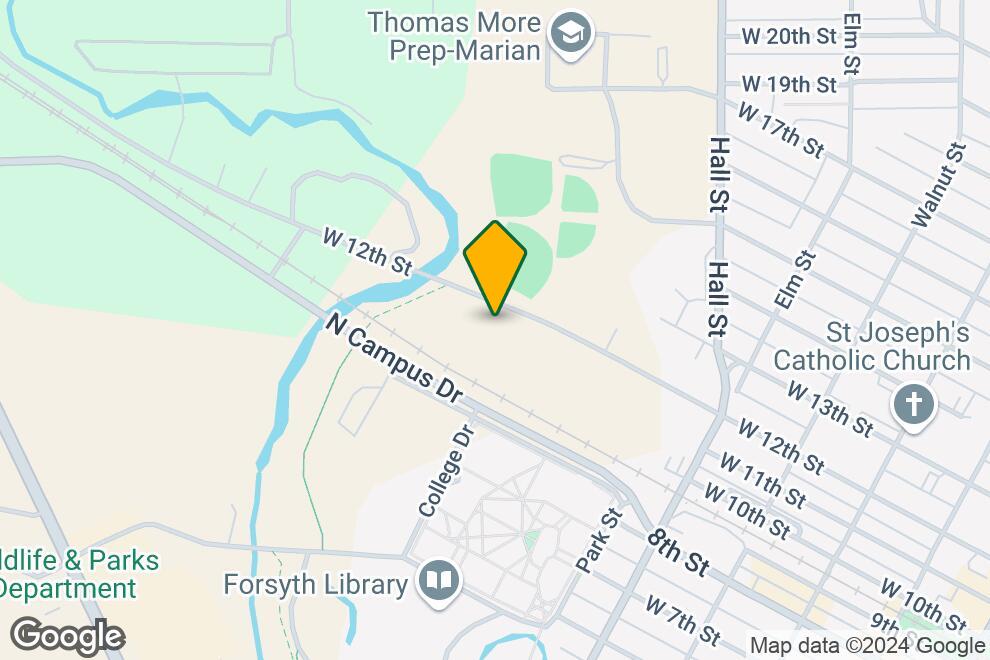 Thomas More
Prep-Marian
W 20th St
Elm St
W 19th St
W 17th St
Hall St
Walnut St
W 12th St
Hall St
Elm St
N Campus Dr
St Joseph's
Catholic Church
W 13th St
W 12th St
W 11th St
W 10th St
College Dr
Park St
8th St
dlife & Parks
Department
Forsyth Library
W 7th St
W 10th St
9th S
Google
Map data ©2024 Google